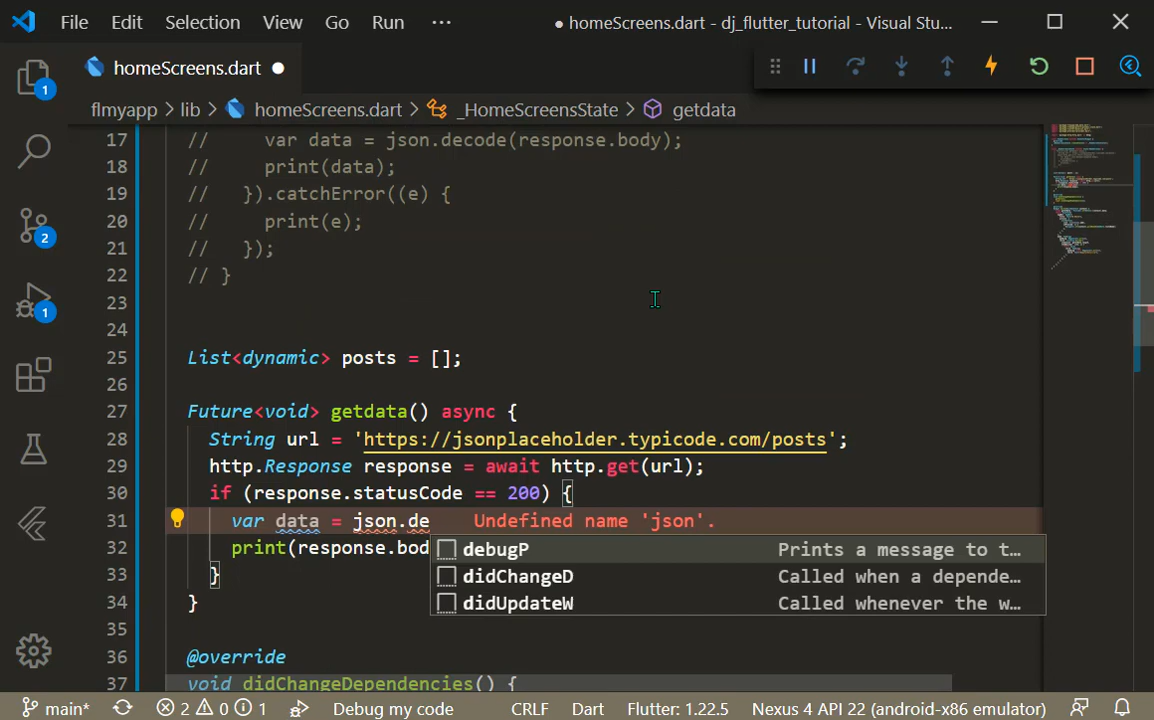 File Edit Selection View Go Run ··· ● homeScreens.dart - dj_flutter_tutorial - Visual Stu...
homeScreens.dart ●
flmyapp > lib > homeScreens.dart > _HomeScreensState > getdata
1
2
1
17 // var data = json.decode(response.body);
18 // print(data);
19 // }).catchError((e) {
20 // print(e);
21 // });
22 // }
23
24
25 List<dynamic> posts = [];
26
27 Future<void> getdata() async {
28 String url = 'https://jsonplaceholder.typicode.com/posts';
29 http.Response response = await http.get(url);
30 if (response.statusCode == 200) {
31 var data = json.de Undefined name 'json'.
32 print(response.bod
debugP Prints a message to t...
didChangeD Called when a depende...
didUpdateW Called whenever the w...
33 }
34 }
35
36 @override
37 void didChangeDependencies() {
main* 2 0 1 Debug my code CRLF Dart Flutter: 1.22.5 Nexus 4 API 22 (android-x86 emulator)